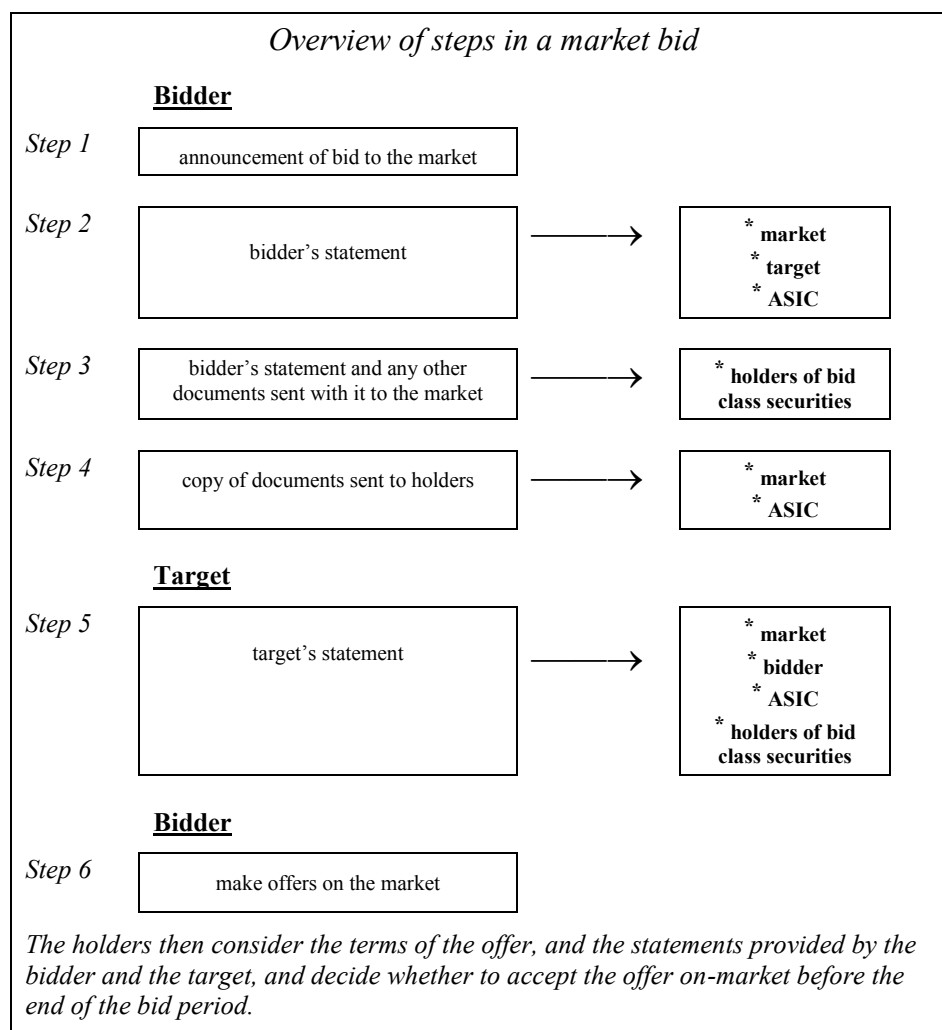 Overview of steps in a market bid
Bidder
Step 1
announcement of bid to the market
Step 2
bidder’s statement
* market
* target
* ASIC
Step 3
bidder’s statement and any other
documents sent with it to the market
* holders of bid
class securities
Step 4
copy of documents sent to holders
* market
* ASIC
Target
Step 5
target’s statement
* market
* bidder
* ASIC
* holders of bid
class securities
Bidder
Step 6
make offers on the market
The holders then consider the terms of the offer, and the statements provided by the
bidder and the target, and decide whether to accept the offer on-market before the
end of the bid period.